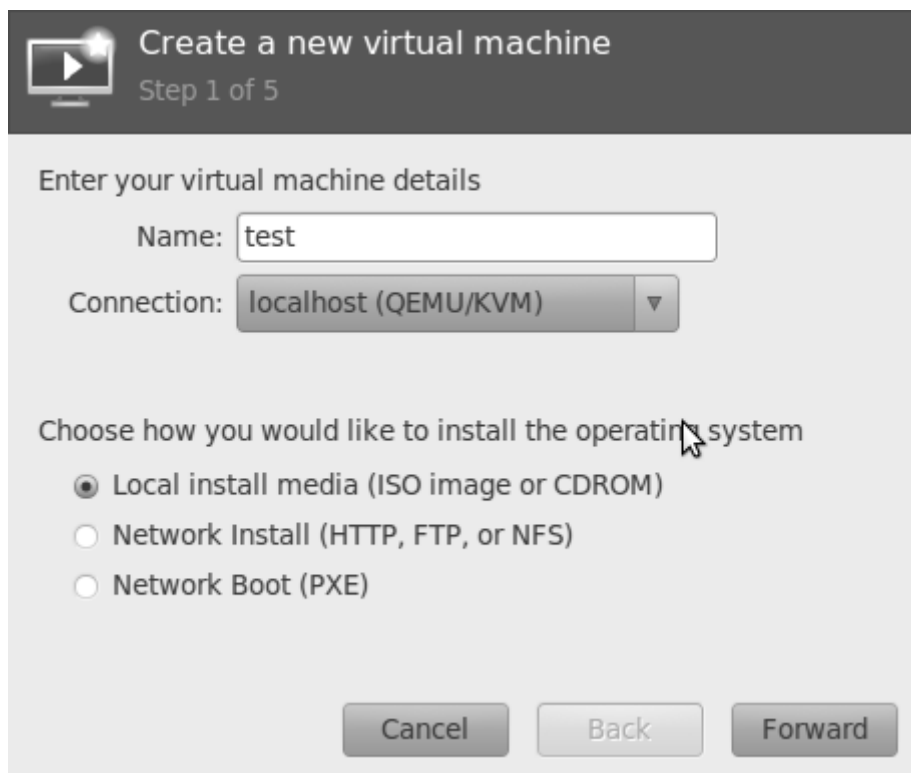 Create a new virtual machine
Step 1 of 5
Enter your virtual machine details
Name: test
Connection: localhost (QEMU/KVM)
Choose how you would like to install the operating system
Local install media (ISO image or CDROM)
Network Install (HTTP, FTP, or NFS)
Network Boot (PXE)
Cancel Back Forward